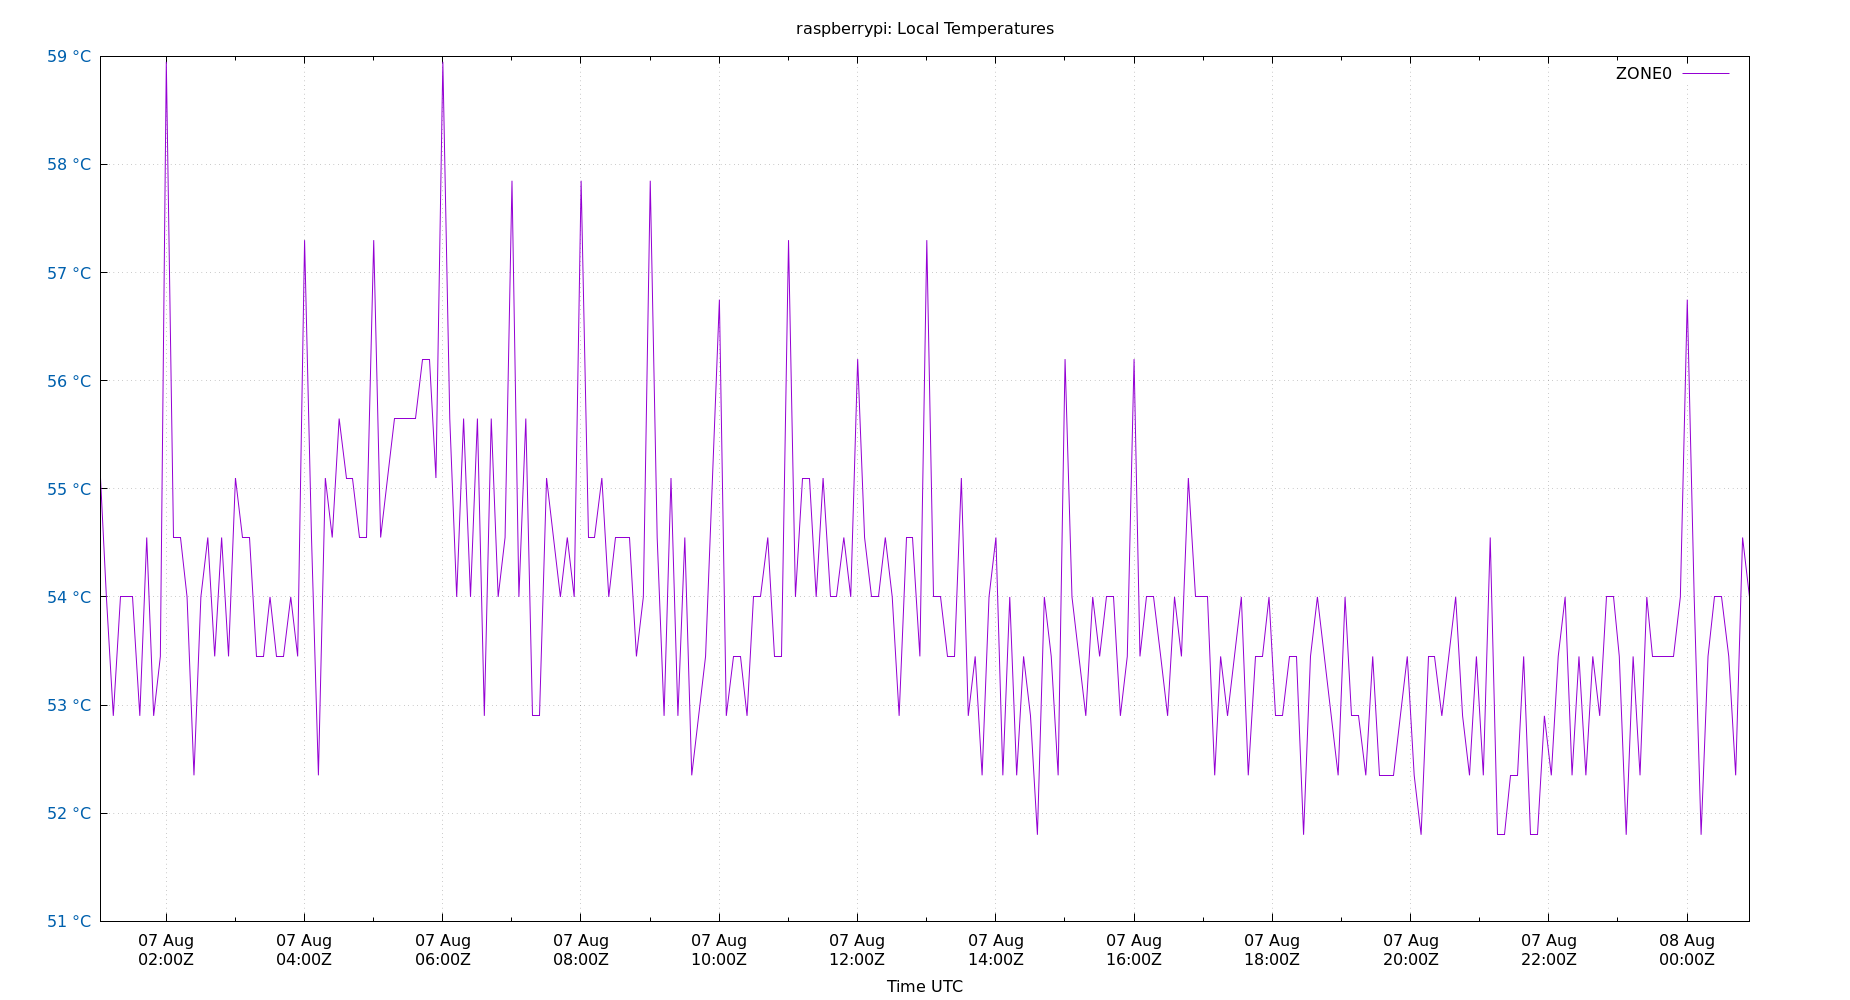 raspberrypi: Local Temperatures
59 °C
ZONE0
58 °C
57 °C
56 °C
55 °C
54 °C
53 °C
52 °C
51 °C
07 Aug 07 Aug 07 Aug 07 Aug 07 Aug 07 Aug 07 Aug 07 Aug 07 Aug 07 Aug 07 Aug 08 Aug
02:00Z 04:00Z 06:00Z 08:00Z 10:00Z 12:00Z 14:00Z 16:00Z 18:00Z 20:00Z 22:00Z 00:00Z
Time UTC